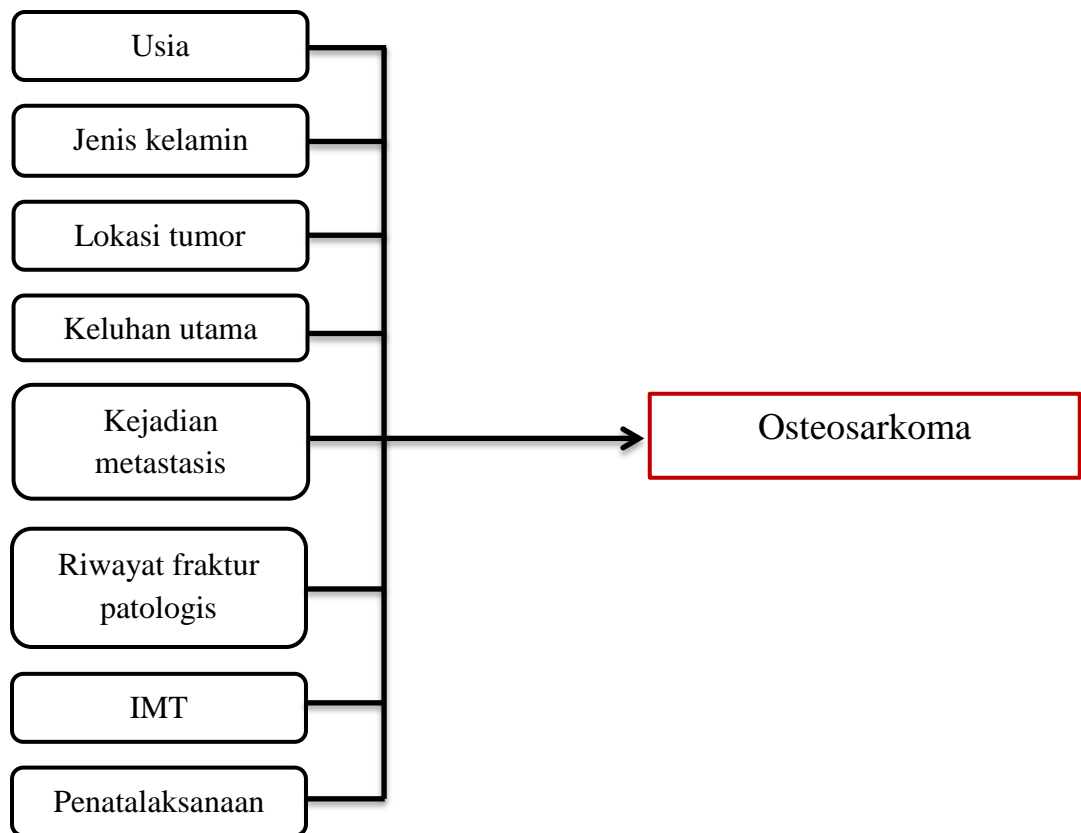 Usia
Jenis kelamin
Lokasi tumor
Keluhan utama
Kejadian
metastasis
Osteosarkoma
Riwayat fraktur
patologis
IMT
Penatalaksanaan